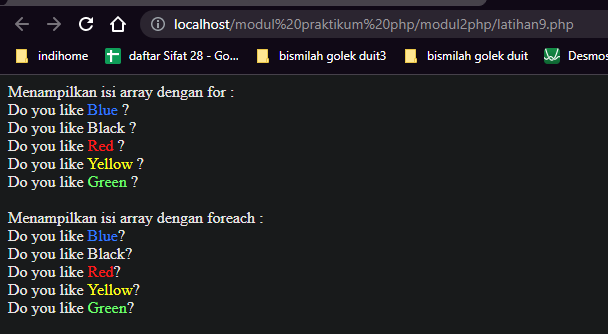 localhost/modul%20praktikum%20php/modul2php/latihan9.php
indihome daftar Sifat 28 - Go... bismilah golek duit3 bismilah golek duit Desmos
Menampilkan isi array dengan for :
Do you like Blue ?
Do you like Black ?
Do you like Red ?
Do you like Yellow ?
Do you like Green ?
Menampilkan isi array dengan foreach :
Do you like Blue?
Do you like Black?
Do you like Red?
Do you like Yellow?
Do you like Green?